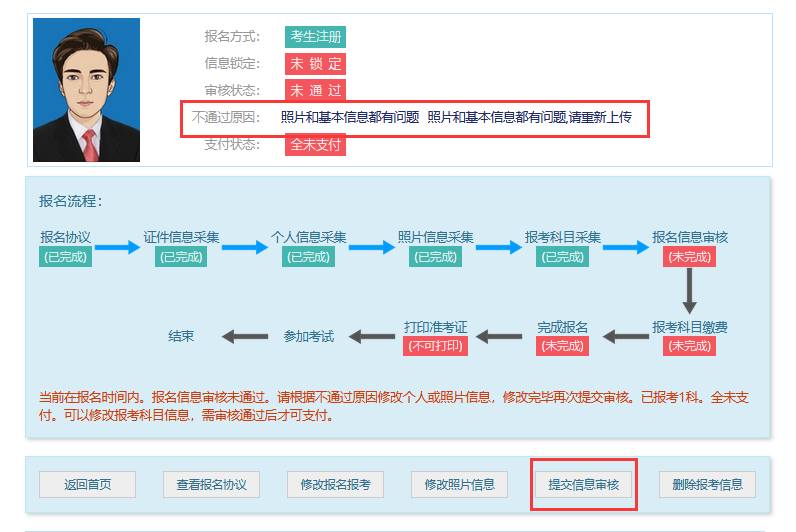 报名方式： 考生注册
信息锁定： 未 锁 定
审核状态： 未 通 过
不通过原因： 照片和基本信息都有问题 照片和基本信息都有问题,请重新上传
支付状态： 全未支付
报名流程：
报名协议 证件信息采集 个人信息采集 照片信息采集 报考科目采集 报名信息审核
(已完成) (已完成) (已完成) (已完成) (已完成) (未完成)
结束 参加考试 打印准考证 完成报名 报考科目缴费
(不可打印) (未完成) (未完成)
当前在报名时间内。报名信息审核未通过。请根据不通过原因修改个人或照片信息，修改完毕再次提交审核。已报考1科。全未支
付。可以修改报考科目信息，需审核通过后才可支付。
返回首页 查看报名协议 修改报名报考 修改照片信息 提交信息审核 删除报考信息